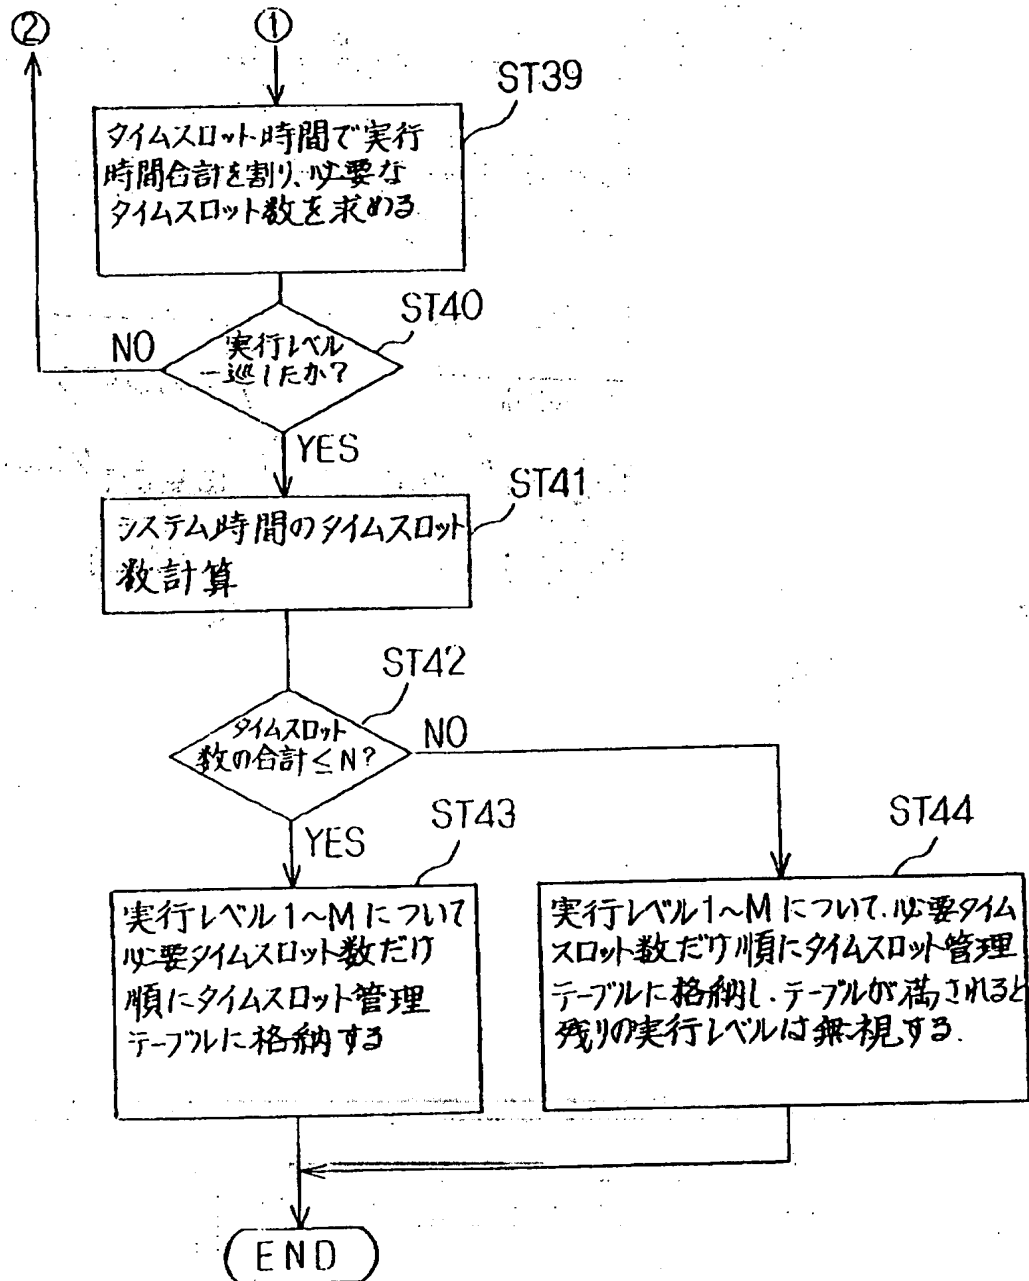 ②
①
ST39
タイムスロット時間で実行
時間合計を割り、必要な
タイムスロット数を求める
ST40
NO
実行レベル
一巡したか?
YES
ST41
システム時間のタイムスロット
数計算
ST42
タイムスロット
数の合計≤N?
NO
YES
ST43
実行レベル1~Mについて
必要タイムスロット数だけ
順にタイムスロット管理
テーブルに格納する
ST44
実行レベル1~Mについて、必要タイム
スロット数だけ順にタイムスロット管理
テーブルに格納し、テーブルが満されると
残りの実行レベルは無視する.
END